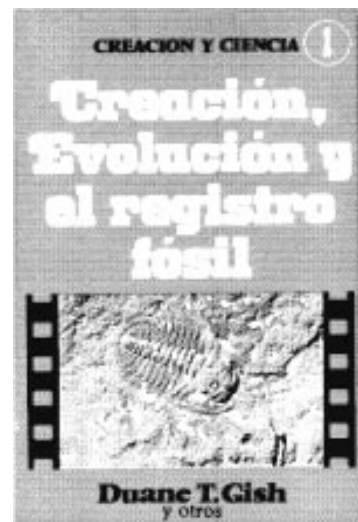 CREACION Y CIENCIA 1
Creación,
Evolución y
el registro
fósil
Duane T. Gish
y otros